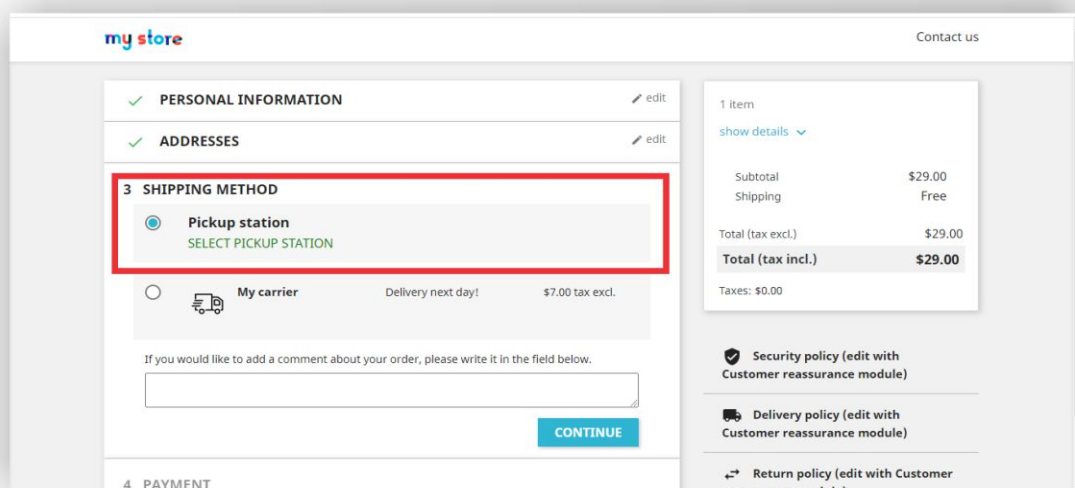 my store
Contact us
PERSONAL INFORMATION
edit
ADDRESSES
edit
3 SHIPPING METHOD
Pickup station
SELECT PICKUP STATION
My carrier
Delivery next day!
$7.00 tax excl.
If you would like to add a comment about your order, please write it in the field below.
CONTINUE
4 PAYMENT
1 item
show details
Subtotal $29.00
Shipping Free
Total (tax excl.) $29.00
Total (tax incl.) $29.00
Taxes: $0.00
Security policy (edit with
Customer reassurance module)
Delivery policy (edit with
Customer reassurance module)
Return policy (edit with Customer